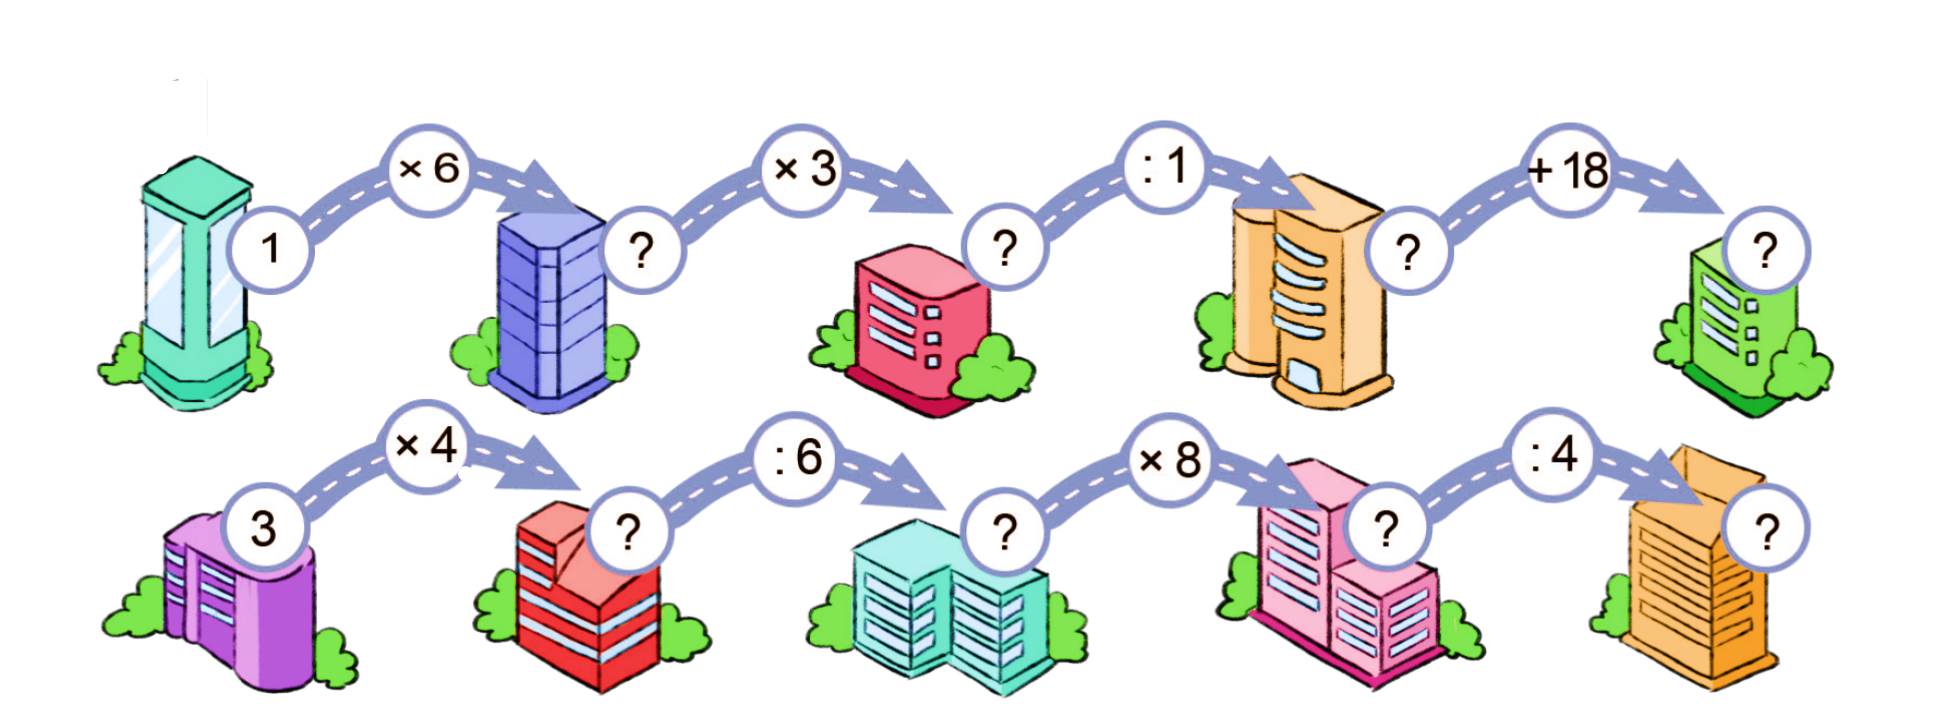 × 6 × 3 : 1 + 18
1 ? ? ? ?
× 4 : 6 × 8 : 4
3 ? ? ? ?